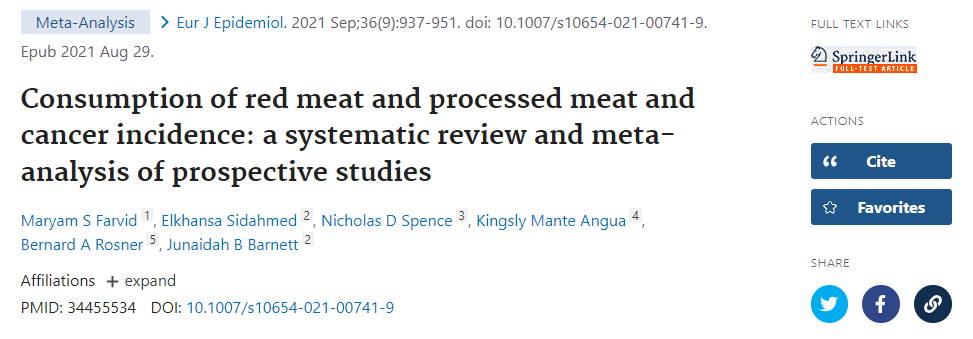 Meta-Analysis > Eur J Epidemiol. 2021 Sep;36(9):937-951. doi: 10.1007/s10654-021-00741-9.
Epub 2021 Aug 29.
Consumption of red meat and processed meat and
cancer incidence: a systematic review and meta-
analysis of prospective studies
Maryam S Farvid 1, Elkhansa Sidahmed 2, Nicholas D Spence 3, Kingsly Mante Angua 4,
Bernard A Rosner 5, Junaidah B Barnett 2
Affiliations + expand
PMID: 34455534 DOI: 10.1007/s10654-021-00741-9
FULL TEXT LINKS
SpringerLink
FULL-TEXT ARTICLE
ACTIONS
Cite
Favorites
SHARE